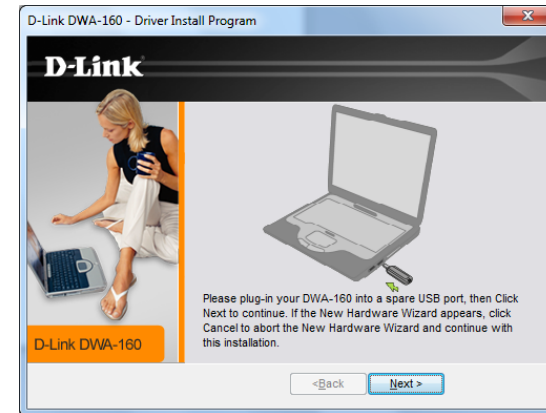 D-Link DWA-160 - Driver Install Program
D-Link
Please plug-in your DWA-160 into a spare USB port, then Click
Next to continue. If the New Hardware Wizard appears, click
Cancel to abort the New Hardware Wizard and continue with
this installation.
D-Link DWA-160
<Back
Next >